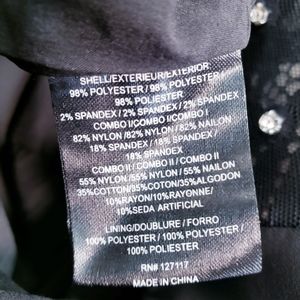 SHELL/EXTERIEUR/EXTERIOR
98% POLYESTER / 98% POLYESTER /
98% POLIESTER
2% SPANDEX / 2% SPANDEX / 2%
SPANDEX
COMBO I/COMBO I / COMBO I
82% NYLON / 82% NYLON / 82% NAILON
18% SPANDEX / 18% SPANDEX /
18% SPANDEX
COMBO II / COMBO II / COMBO II
55% NYLON / 55% NYLON / 55% NAILON
35%COTTON/35%COTON/35%ALGODON
10%RAYON/10%RAYONNE/
10%SEDA ARTIFICIAL
LINING/DOUBLURE / FORRO
100% POLYESTER / 100% POLYESTER /
100% POLIESTER
RN# 127117
MADE IN CHINA